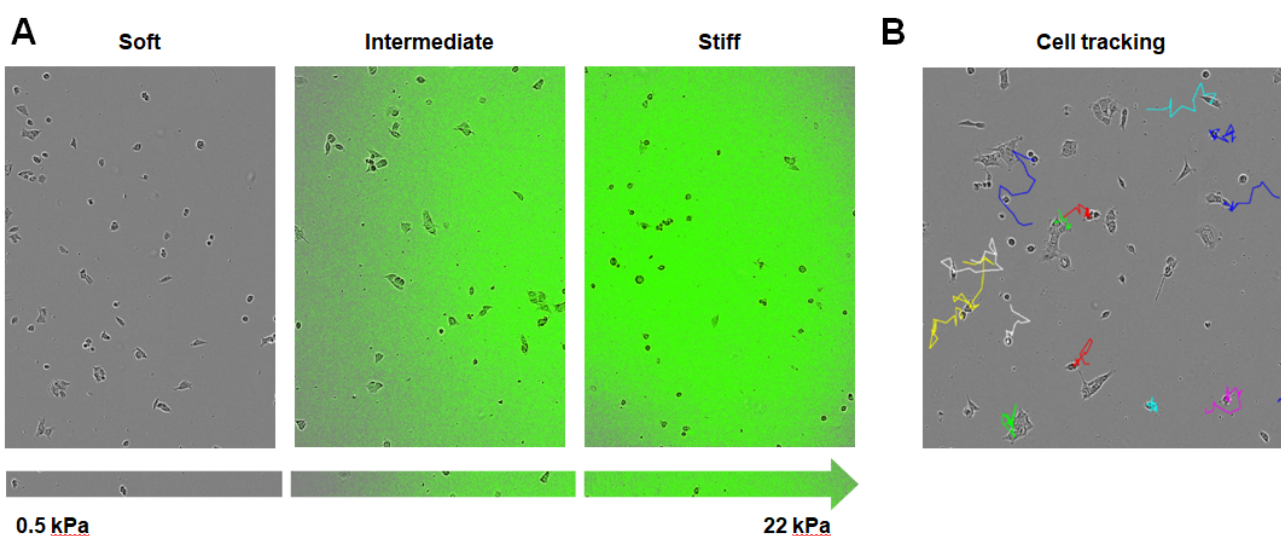 A
Soft
Intermediate
Stiff
B
Cell tracking
0.5 kPa
22 kPa